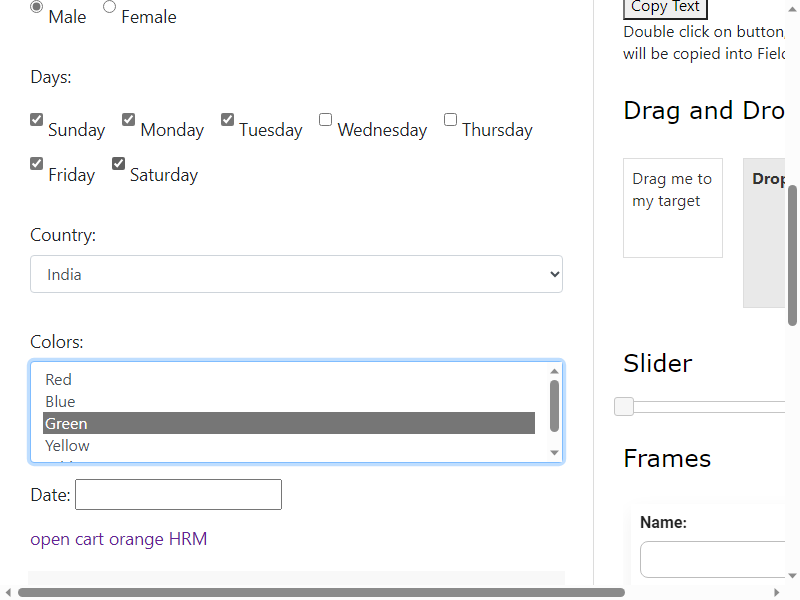 Male Female
Days:
Sunday Monday Tuesday Wednesday Thursday
Friday Saturday
Country:
India
Colors:
Red
Blue
Green
Yellow
Date:
open cart orange HRM
Copy Text
Double click on button,
will be copied into Field
Drag and Dro
Drag me to
my target
Drop
Slider
Frames
Name: